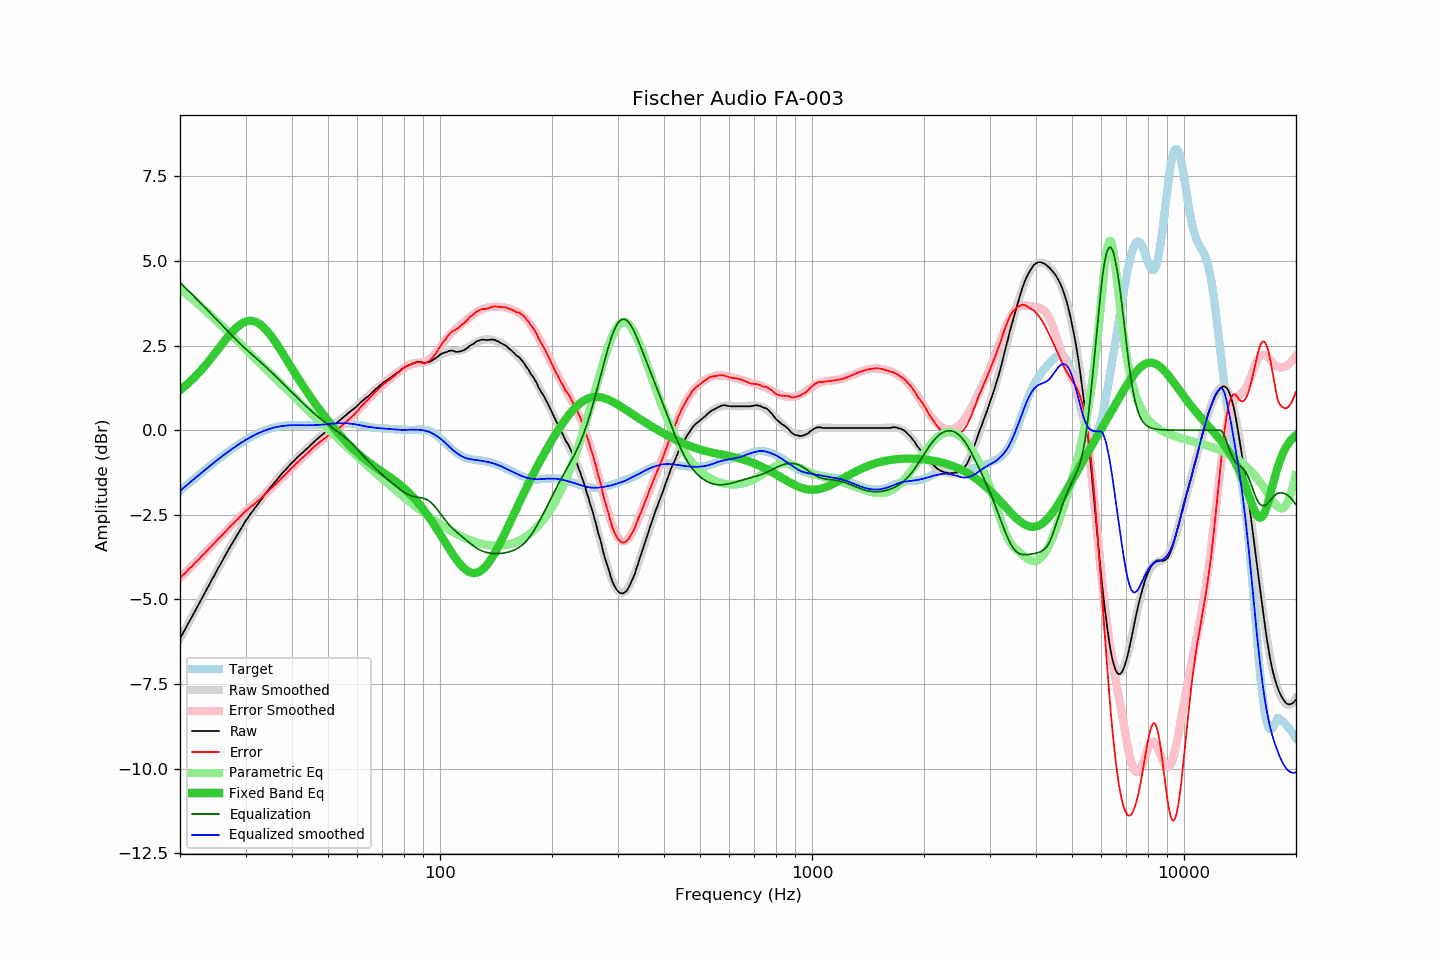 Fischer Audio FA-003
7.5
5.0
2.5
0.0
−2.5
−5.0
−7.5
−10.0
−12.5
Amplitude (dBr)
Target
Raw Smoothed
Error Smoothed
Raw
Error
Parametric Eq
Fixed Band Eq
Equalization
Equalized smoothed
100
1000
10000
Frequency (Hz)